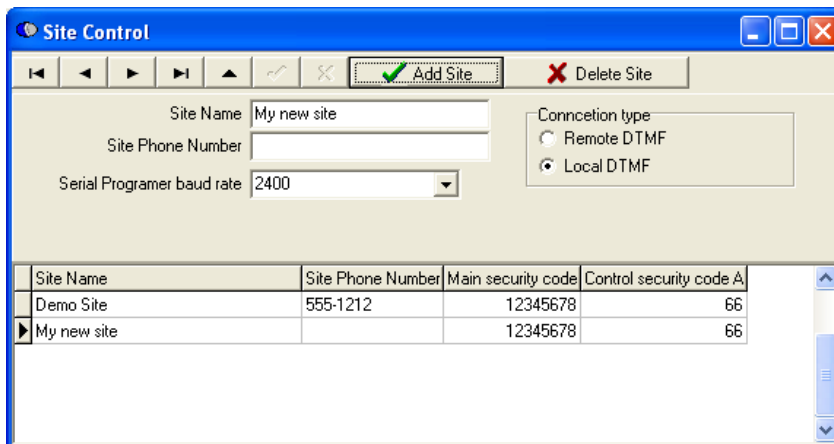 Site Control
Add Site
Delete Site
Site Name My new site
Site Phone Number
Serial Programer baud rate 2400
Conncetion type
Remote DTMF
Local DTMF
Site Name Site Phone Number Main security code Control security code A
Demo Site 555-1212 12345678 66
My new site 12345678 66